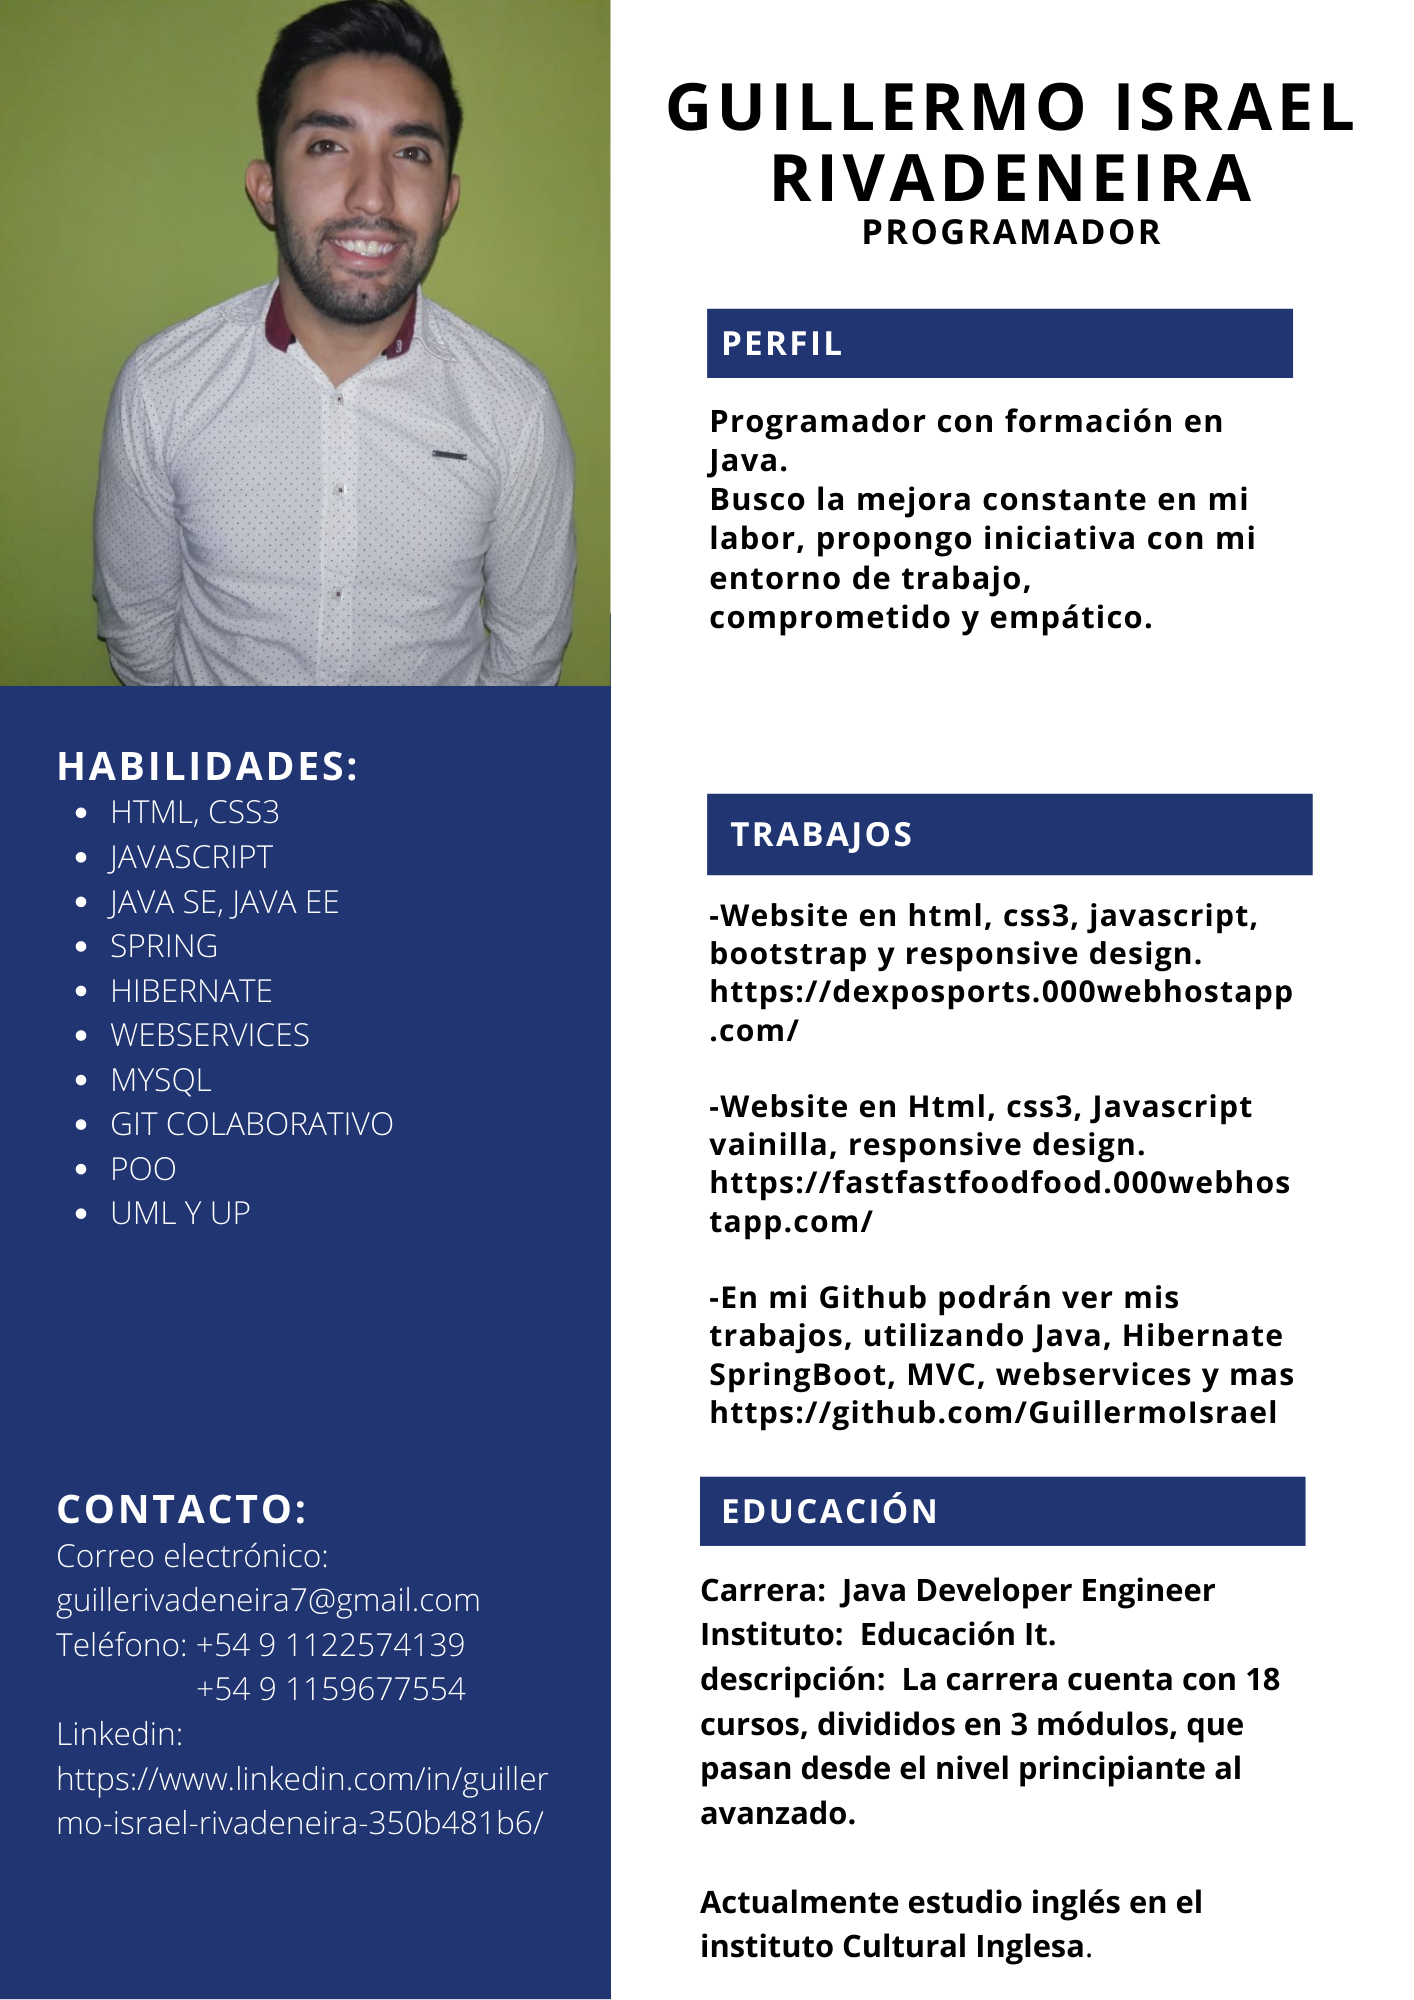 GUILLERMO ISRAEL
RIVADENEIRA
PROGRAMADOR
PERFIL
Programador con formación en
Java.
Busco la mejora constante en mi
labor, propongo iniciativa con mi
entorno de trabajo,
comprometido y empático.
HABILIDADES:
• HTML, CSS3
• JAVASCRIPT
• JAVA SE, JAVA EE
• SPRING
• HIBERNATE
• WEBSERVICES
• MYSQL
• GIT COLABORATIVO
• POO
• UML Y UP
CONTACTO:
Correo electrónico:
guillerivadeneira7@gmail.com
Teléfono: +54 9 1122574139
+54 9 1159677554
Linkedin:
https://www.linkedin.com/in/guiller
mo-israel-rivadeneira-350b481b6/
TRABAJOS
-Website en html, css3, javascript,
bootstrap y responsive design.
https://dexposports.000webhostapp
.com/
-Website en Html, css3, Javascript
vainilla, responsive design.
https://fastfastfoodfood.000webhos
tapp.com/
-En mi Github podrán ver mis
trabajos, utilizando Java, Hibernate
SpringBoot, MVC, webservices y mas
https://github.com/GuillermoIsrael
EDUCACIÓN
Carrera:  Java Developer Engineer
Instituto:  Educación It.
descripción:  La carrera cuenta con 18
cursos, divididos en 3 módulos, que
pasan desde el nivel principiante al
avanzado.
Actualmente estudio inglés en el
instituto Cultural Inglesa.